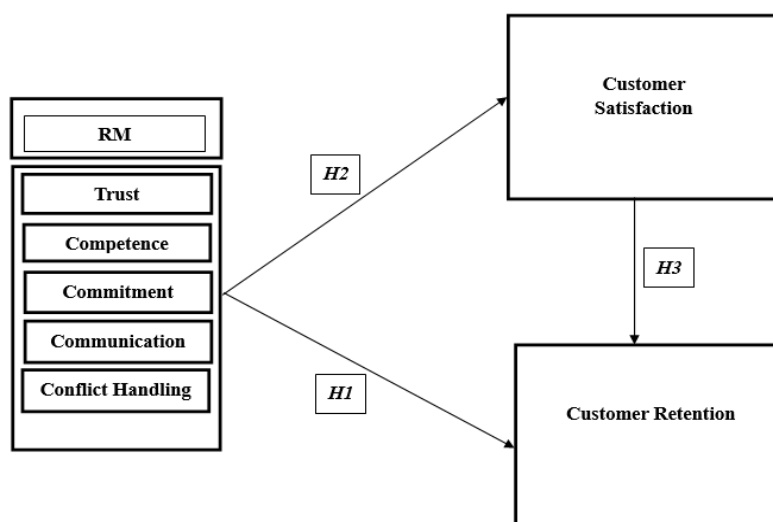 RM
Trust
Competence
Commitment
Communication
Conflict Handling
H2
H1
Customer
Satisfaction
H3
Customer Retention